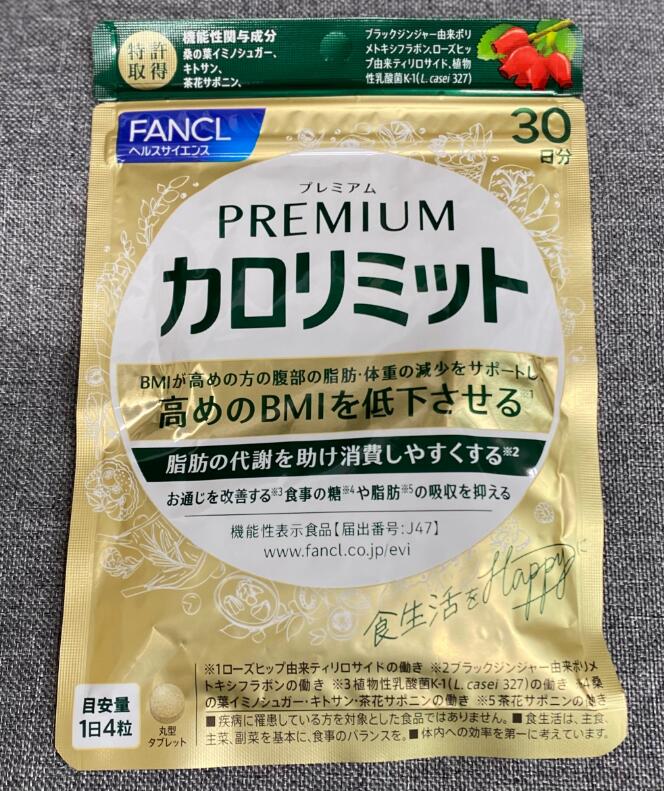 特許
取得
機能性関与成分
桑の葉イミノシュガー、
キトサン、
茶花サポニン、
ブラックジンジャー由来ポリ
メトキシフラボン、ローズヒッ
プ由来ティリロサイド、植物
性乳酸菌K-1(L. casei 327)
FANCL
ヘルスサイエンス
30
日分
プレミアム
PREMIUM
カロリミット
BMIが高めの方の腹部の脂肪・体重の減少をサポートし
高めのBMIを低下させる※1
脂肪の代謝を助け消費しやすくする※2
お通じを改善する※3食事の糖※4や脂肪※5の吸収を抑える
機能性表示食品【届出番号:J47】
www.fancl.co.jp/evi
食生活をHappyに
※1ローズヒップ由来ティリロサイドの働き ※2ブラックジンジャー由来ポリメ
トキシフラボンの働き ※3植物性乳酸菌K-1(L. casei 327)の働き ※4桑
の葉イミノシュガー・キトサン・茶花サポニンの働き ※5茶花サポニンの働き
■疾病に罹患している方を対象とした食品ではありません。■食生活は、主食、
主菜、副菜を基本に、食事のバランスを。■体内への効率を第一に考えています。
目安量
1日4粒
丸型
タブレット